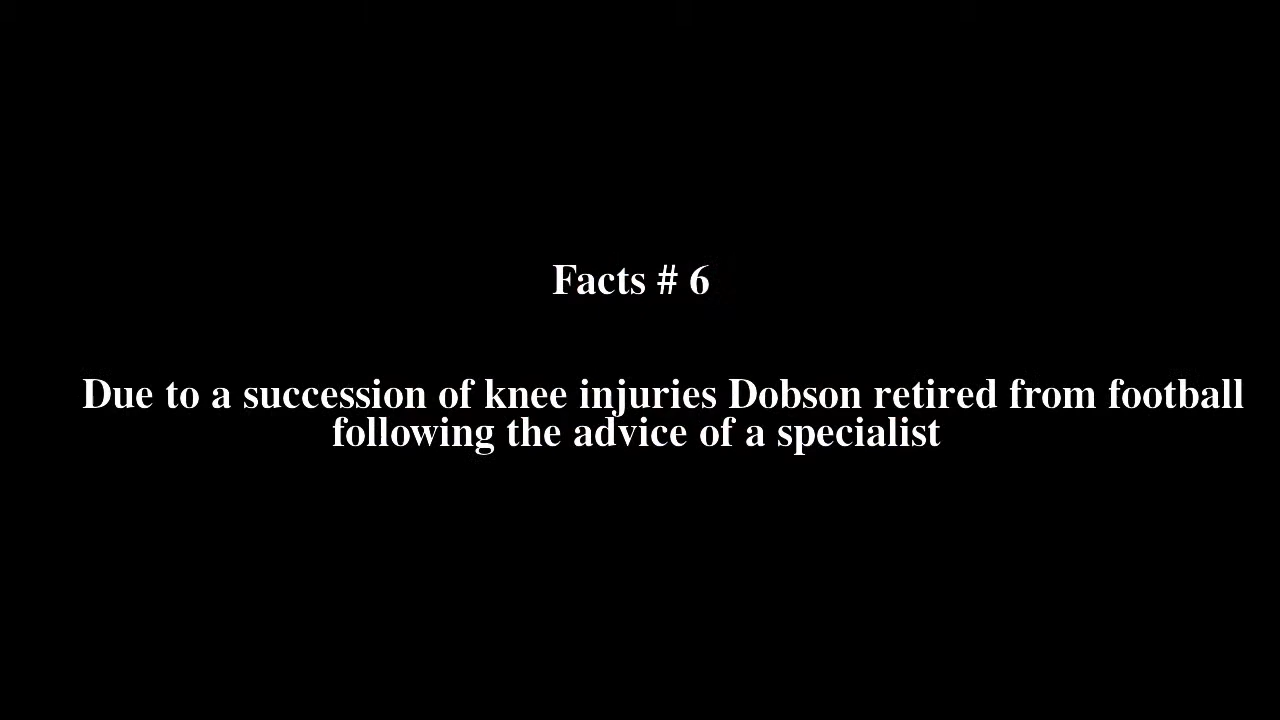 Facts # 6
Due to a succession of knee injuries Dobson retired from football
following the advice of a specialist